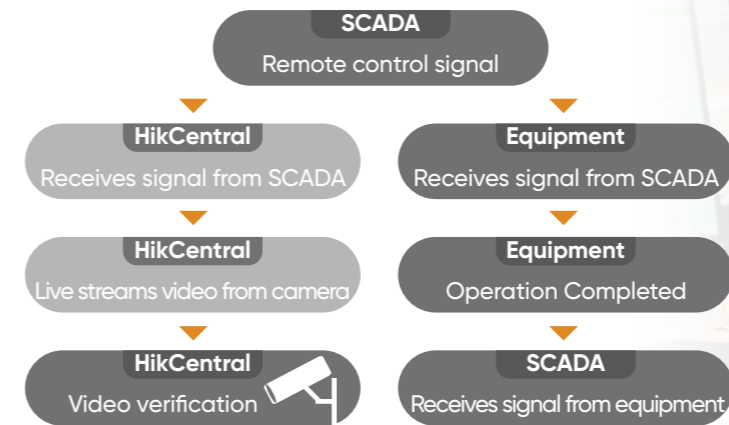 SCADA
Remote control signal
HikCentral
Receives signal from SCADA
Equipment
Receives signal from SCADA
HikCentral
Live streams video from camera
Equipment
Operation Completed
HikCentral
Video verification
SCADA
Receives signal from equipment